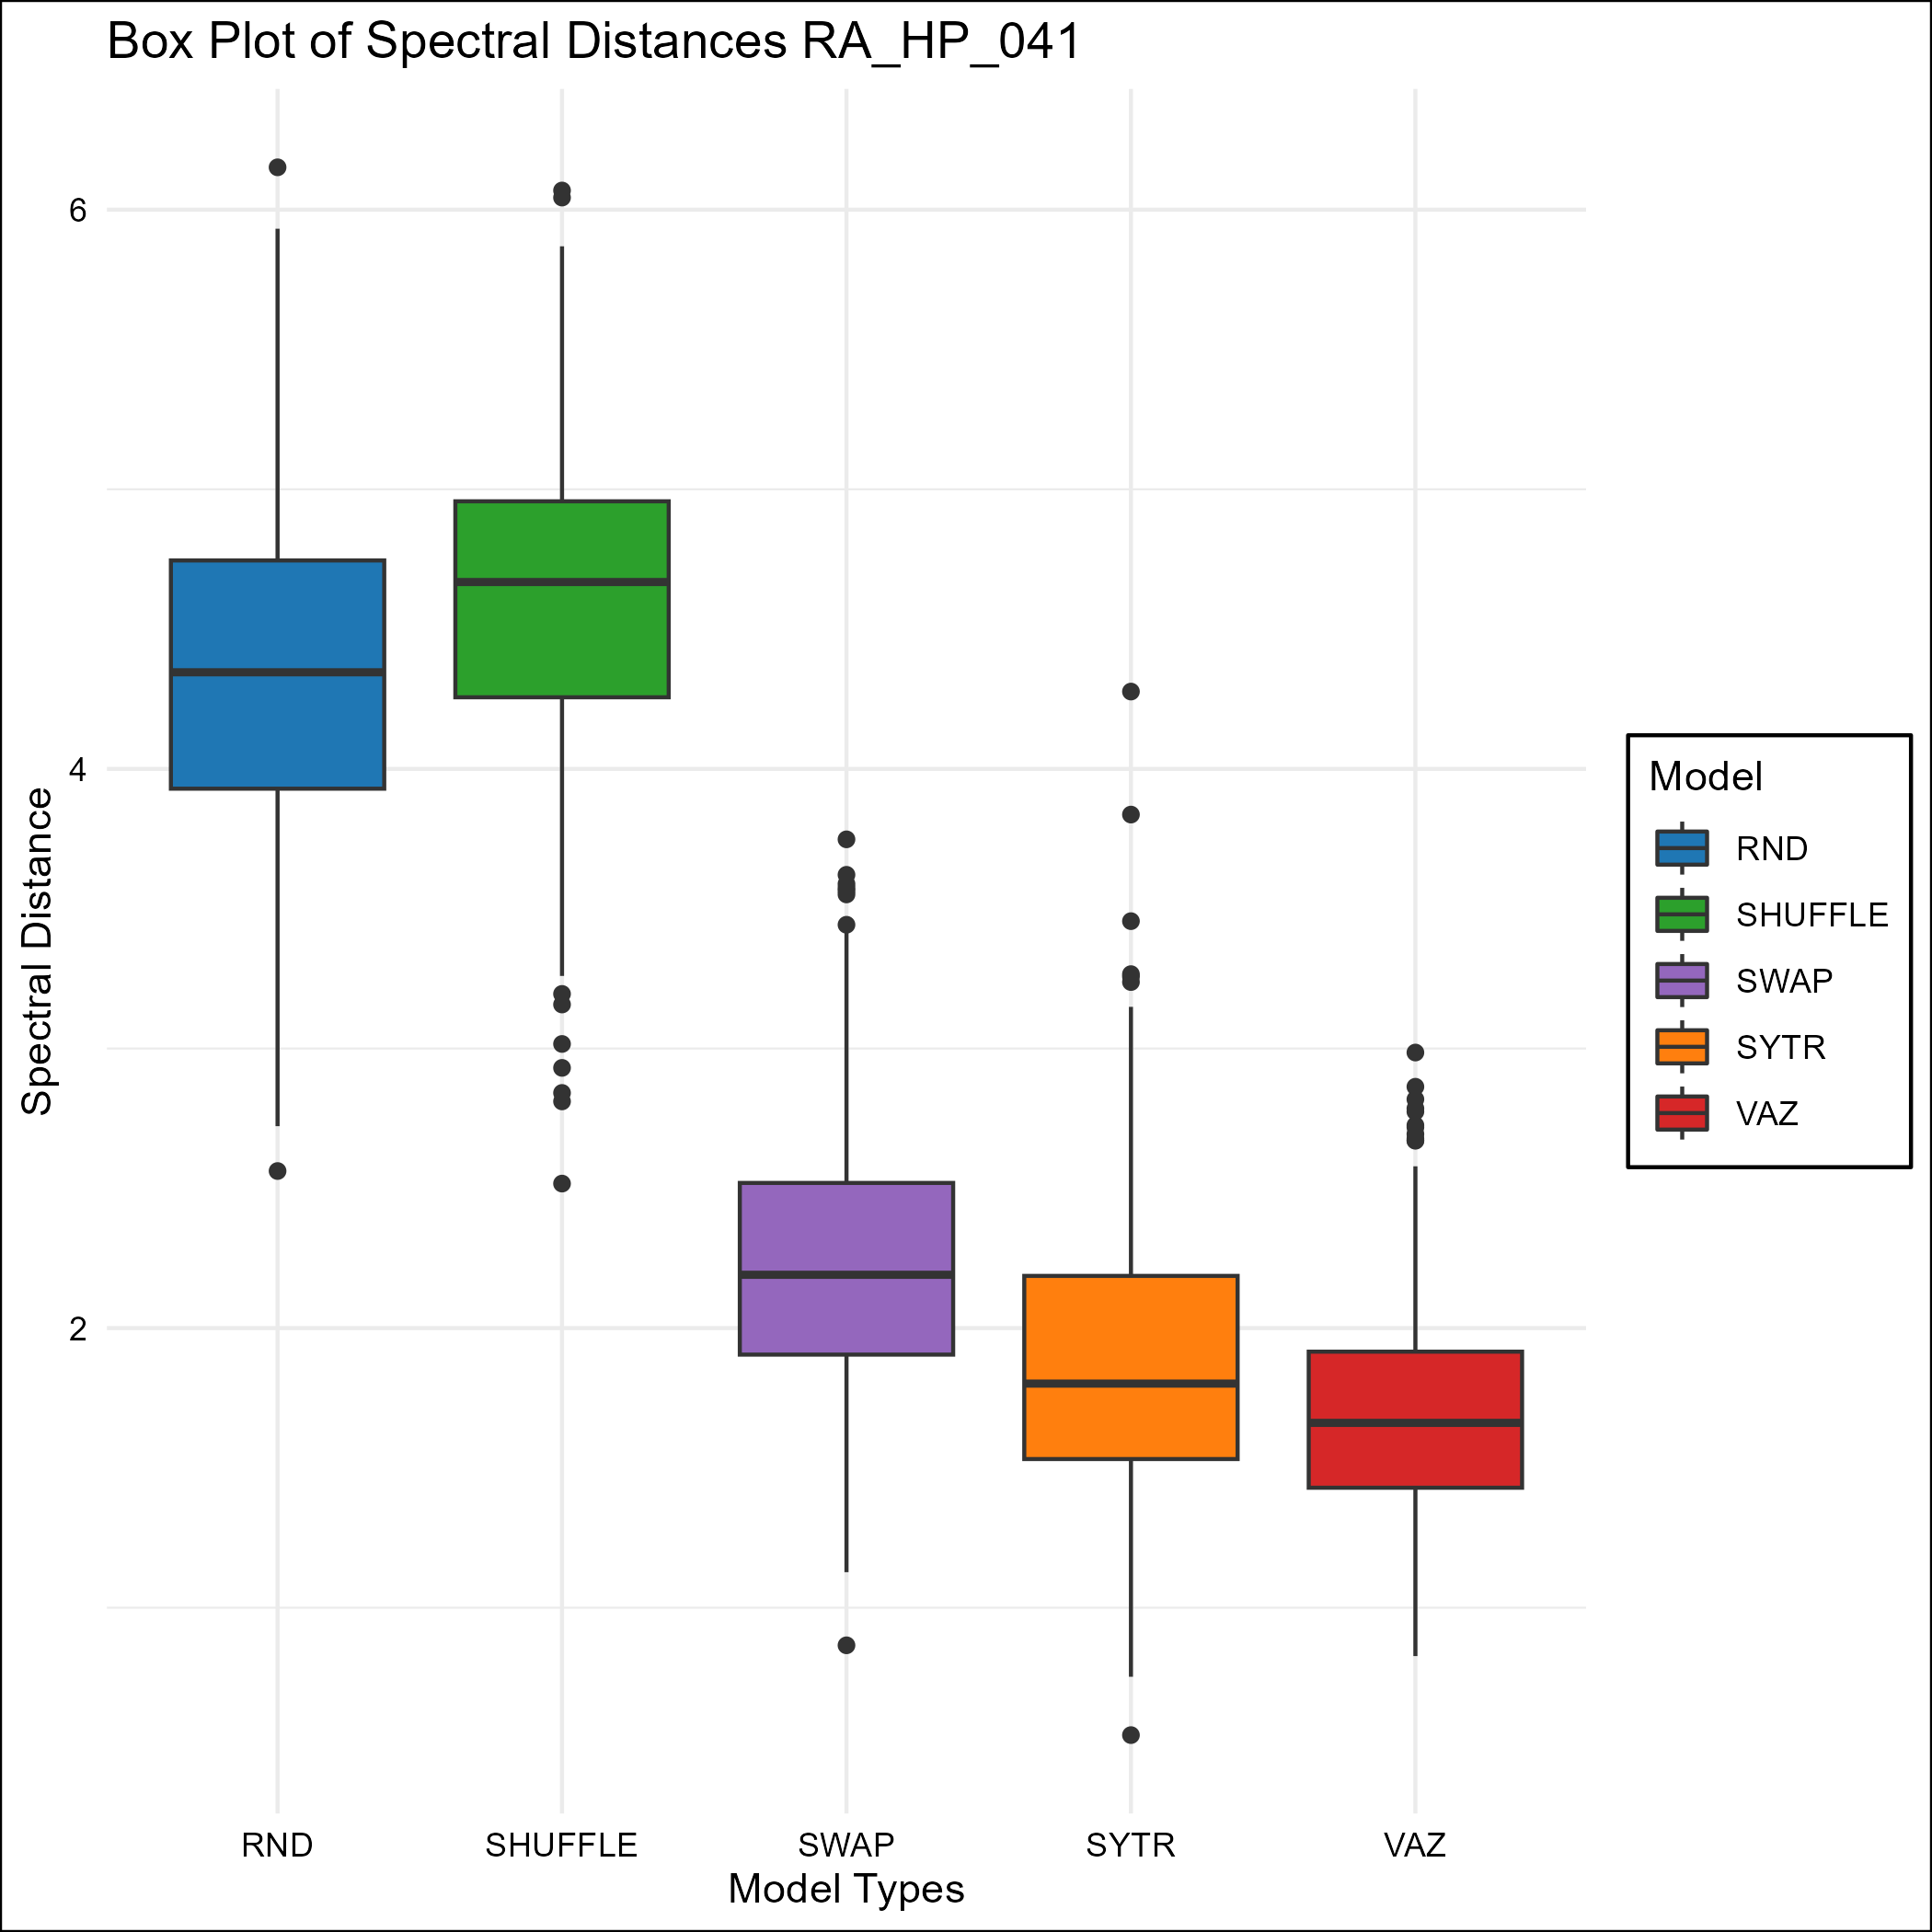 Box Plot of Spectral Distances RA_HP_041
Spectral Distance
6
4
2
RND SHUFFLE SWAP SYTR VAZ
Model Types
Model
RND
SHUFFLE
SWAP
SYTR
VAZ